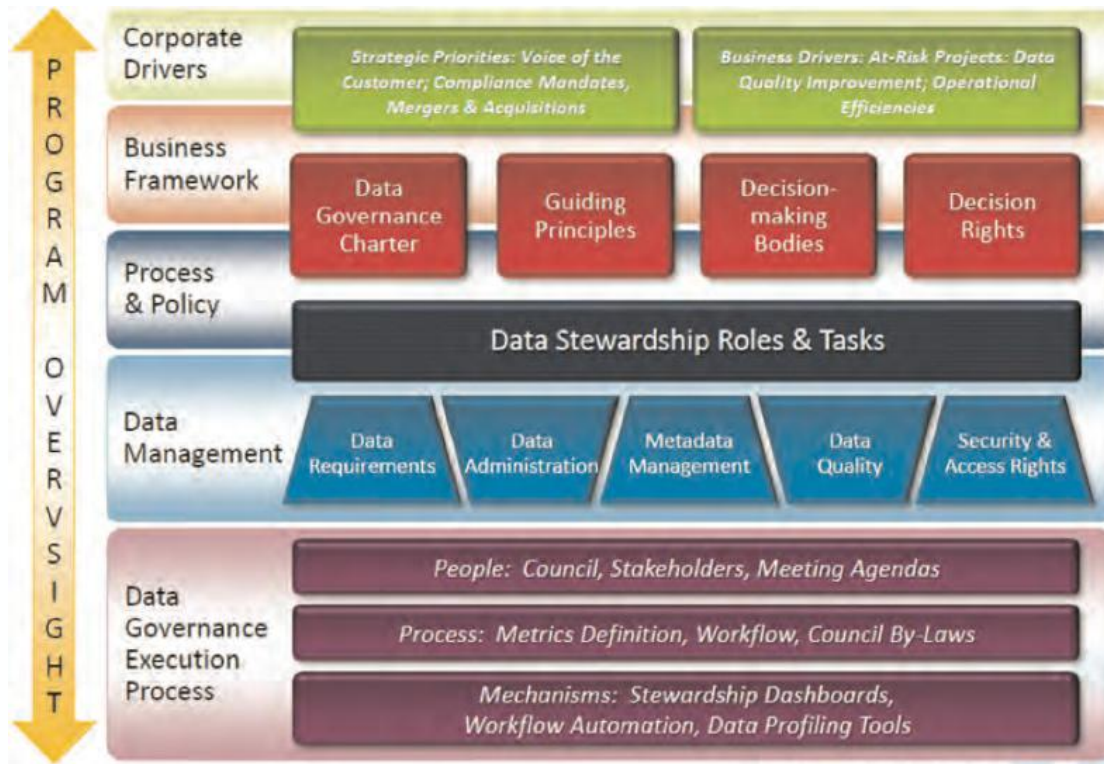 PROGRAM OVERVSIGHT
Corporate
Drivers
Strategic Priorities: Voice of the
Customer; Compliance Mandates,
Mergers & Acquisitions
Business Drivers: At-Risk Projects: Data
Quality Improvement; Operational
Efficiencies
Business
Framework
Data
Governance
Charter
Guiding
Principles
Decision-
making
Bodies
Decision
Rights
Process
& Policy
Data Stewardship Roles & Tasks
Data
Management
Data
Requirements
Data
Administration
Metadata
Management
Data
Quality
Security &
Access Rights
Data
Governance
Execution
Process
People: Council, Stakeholders, Meeting Agendas
Process: Metrics Definition, Workflow, Council By-Laws
Mechanisms: Stewardship Dashboards,
Workflow Automation, Data Profiling Tools